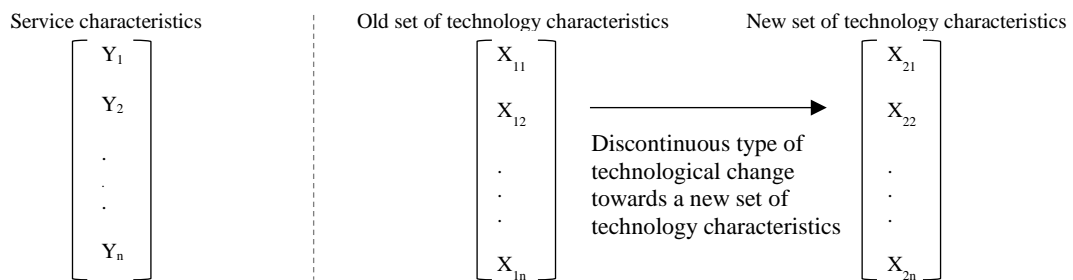 Service characteristics
Old set of technology characteristics
New set of technology characteristics
Y₁
X₁₁
X₂₁
Y₂
X₁₂
X₂₂
Discontinuous type of
technological change
towards a new set of
technology characteristics
.
.
.
.
.
.
.
.
.
Yₙ
X₁ₙ
X₂ₙ